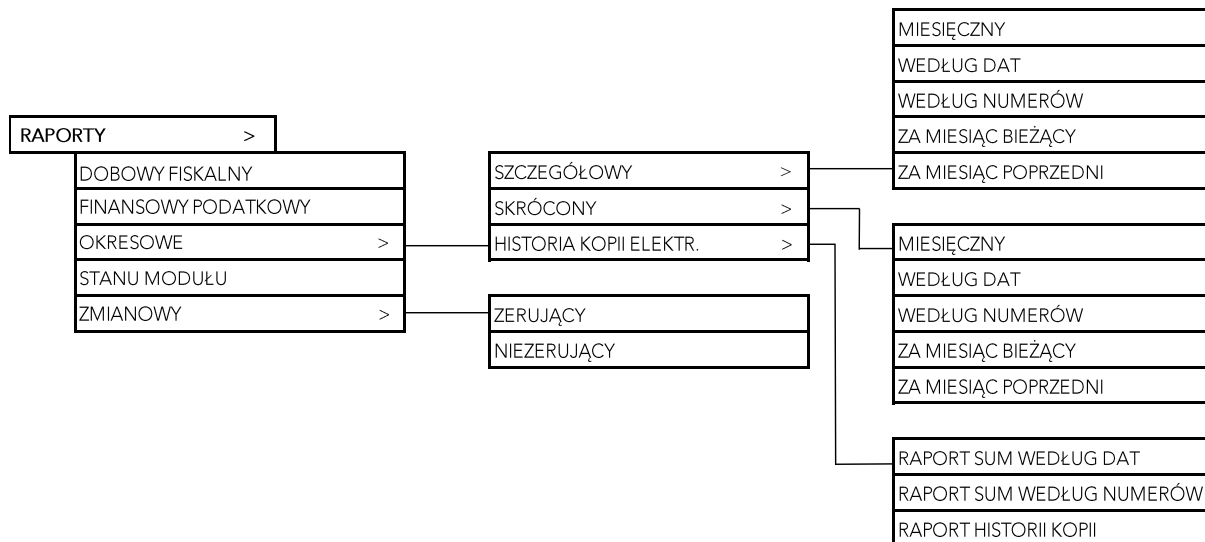 RAPORTY >
DOBOWY FISKALNY
FINANSOWY PODATKOWY
OKRESOWE >
STANU MODUŁU
ZMIANOWY >
SZCZEGÓŁOWY >
SKRÓCONY >
HISTORIA KOPII ELEKTR. >
ZERUJĄCY
NIEZERUJĄCY
MIESIĘCZNY
WEDŁUG DAT
WEDŁUG NUMERÓW
ZA MIESIĄC BIEŻĄCY
ZA MIESIĄC POPRZEDNI
MIESIĘCZNY
WEDŁUG DAT
WEDŁUG NUMERÓW
ZA MIESIĄC BIEŻĄCY
ZA MIESIĄC POPRZEDNI
RAPORT SUM WEDŁUG DAT
RAPORT SUM WEDŁUG NUMERÓW
RAPORT HISTORII KOPII